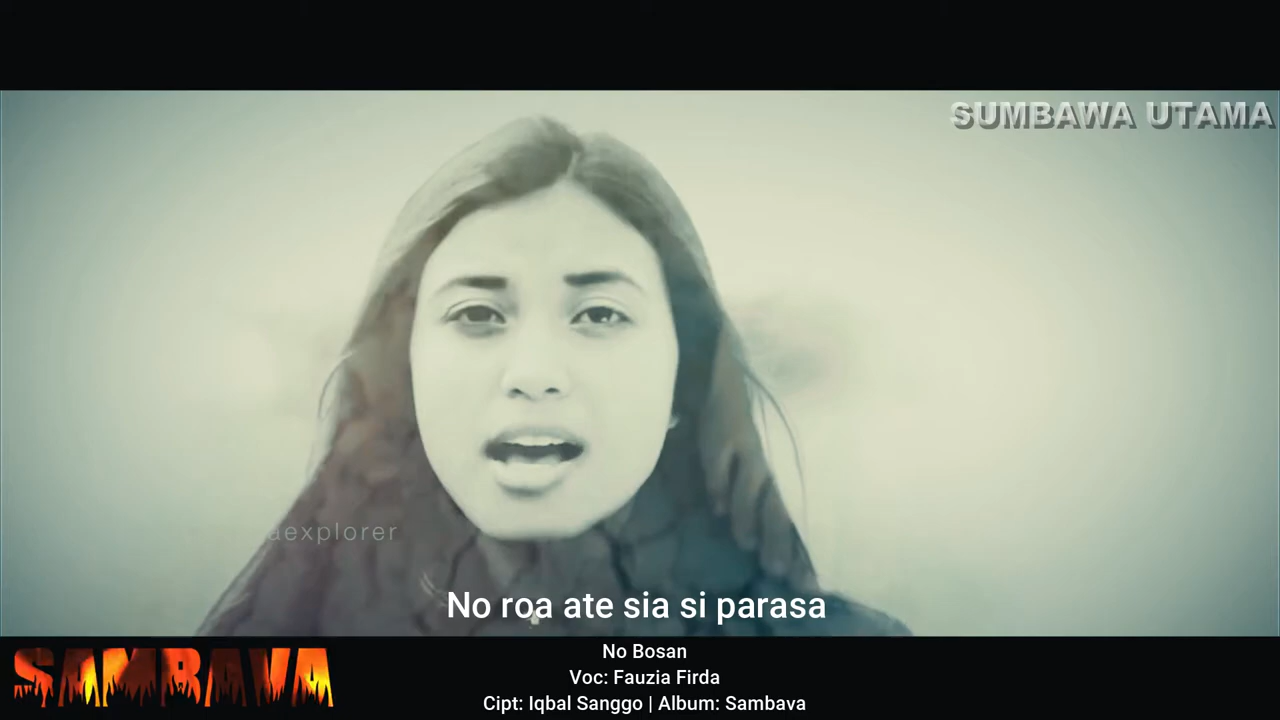 SUMBAWA UTAMA
aexplorer
No roa ate sia si parasa
SAMBAVA
No Bosan
Voc: Fauzia Firda
Cipt: Iqbal Sanggo | Album: Sambava